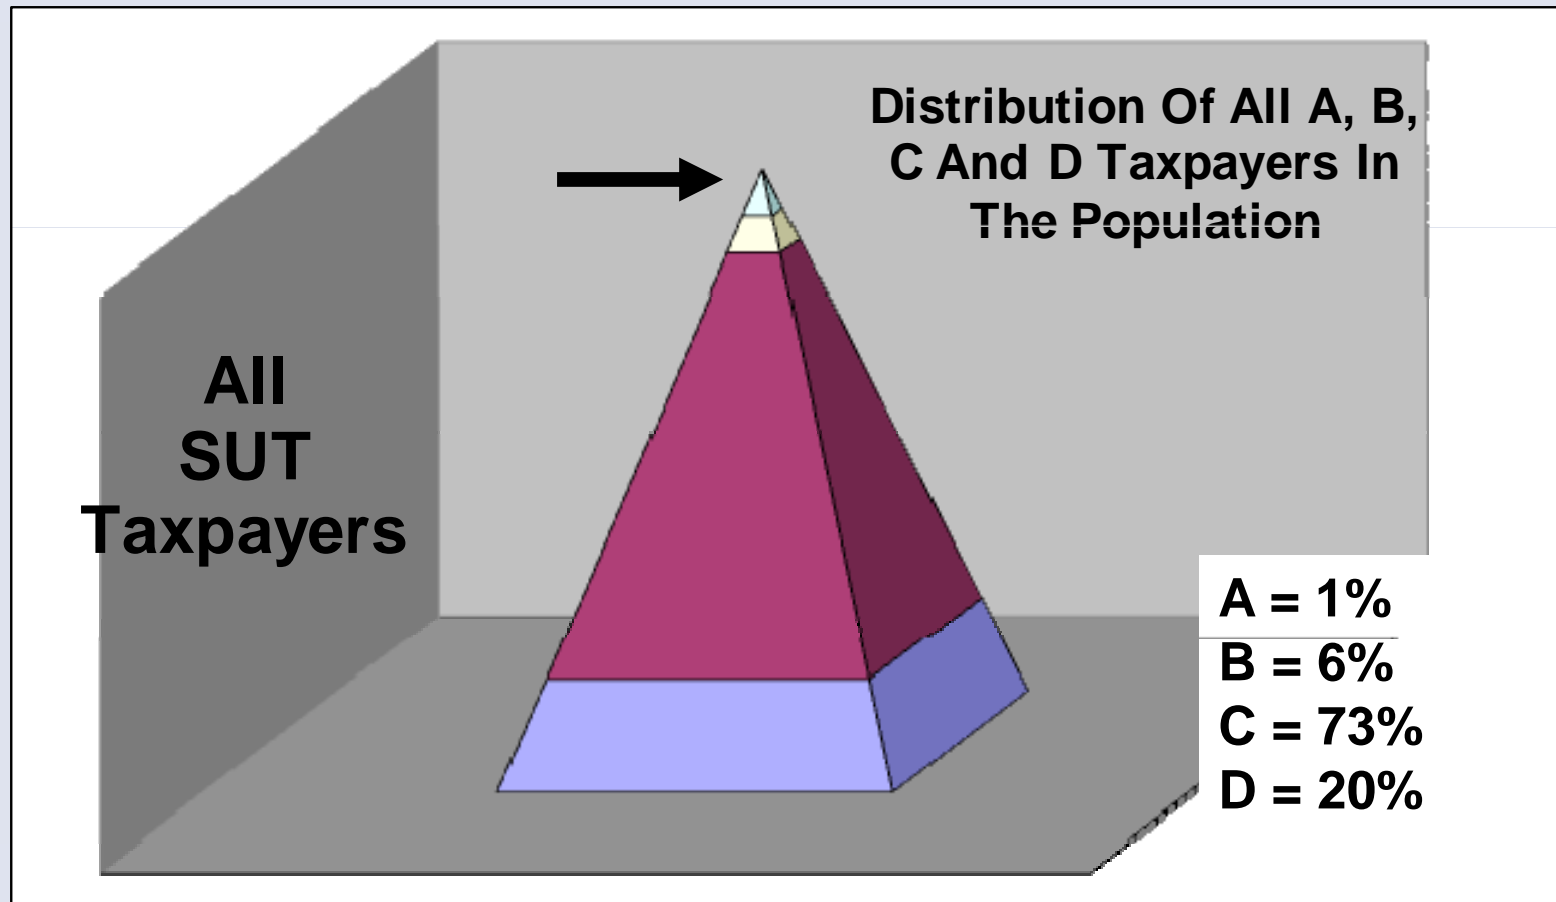 Distribution Of All A, B,
C And D Taxpayers In
The Population
All
SUT
Taxpayers
A = 1%
B = 6%
C = 73%
D = 20%